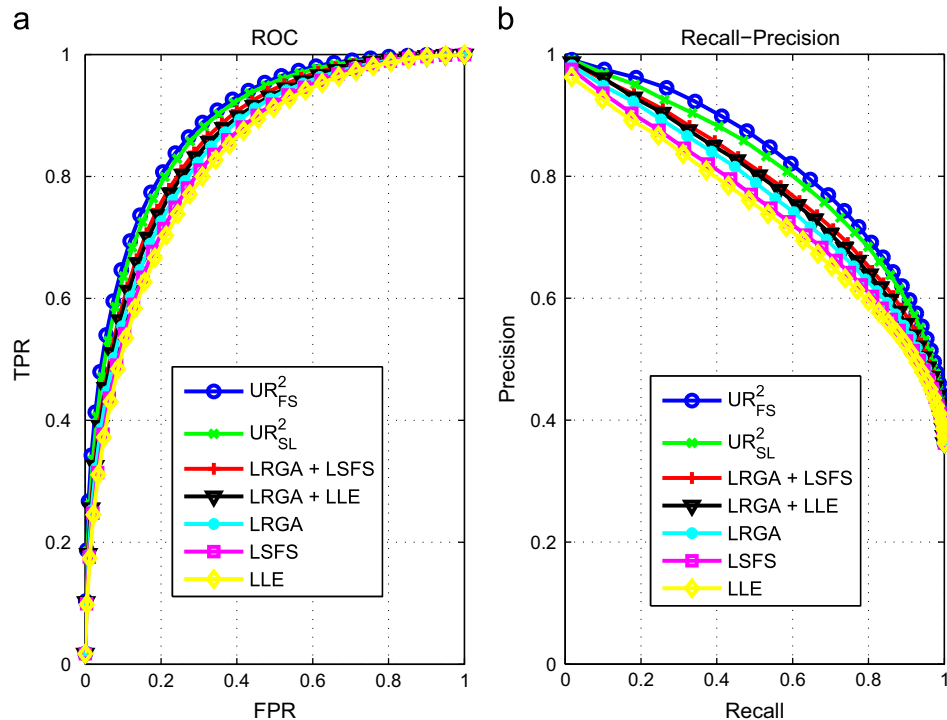 a
ROC
1
0.8
0.6
0.4
0.2
0
TPR
UR²FS
UR²SL
LRGA + LSFS
LRGA + LLE
LRGA
LSFS
LLE
0 0.2 0.4 0.6 0.8 1
FPR
b
Recall−Precision
1
0.8
0.6
0.4
0.2
0
Precision
UR²FS
UR²SL
LRGA + LSFS
LRGA + LLE
LRGA
LSFS
LLE
0 0.2 0.4 0.6 0.8 1
Recall